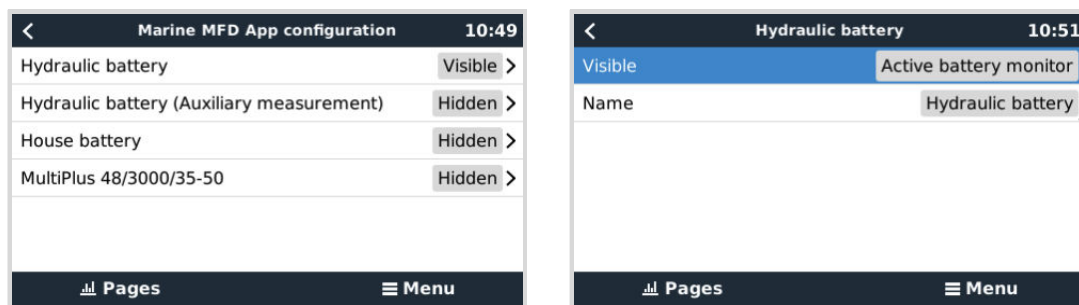 Marine MFD App configuration 10:49
Hydraulic battery Visible
Hydraulic battery (Auxiliary measurement) Hidden
House battery Hidden
MultiPlus 48/3000/35-50 Hidden
Pages Menu
Hydraulic battery 10:51
Visible Active battery monitor
Name Hydraulic battery
Pages Menu